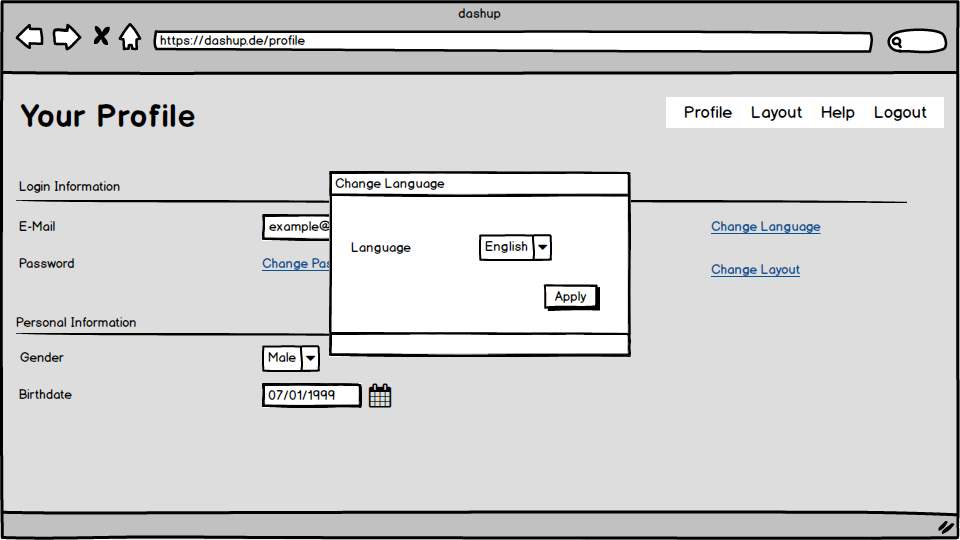 dashup
https://dashup.de/profile
Your Profile
Profile Layout Help Logout
Login Information
Change Language
E-Mail
example@
Change Language
Language
English
Password
Change Pas
Change Layout
Apply
Personal Information
Gender
Male
Birthdate
07/01/1999